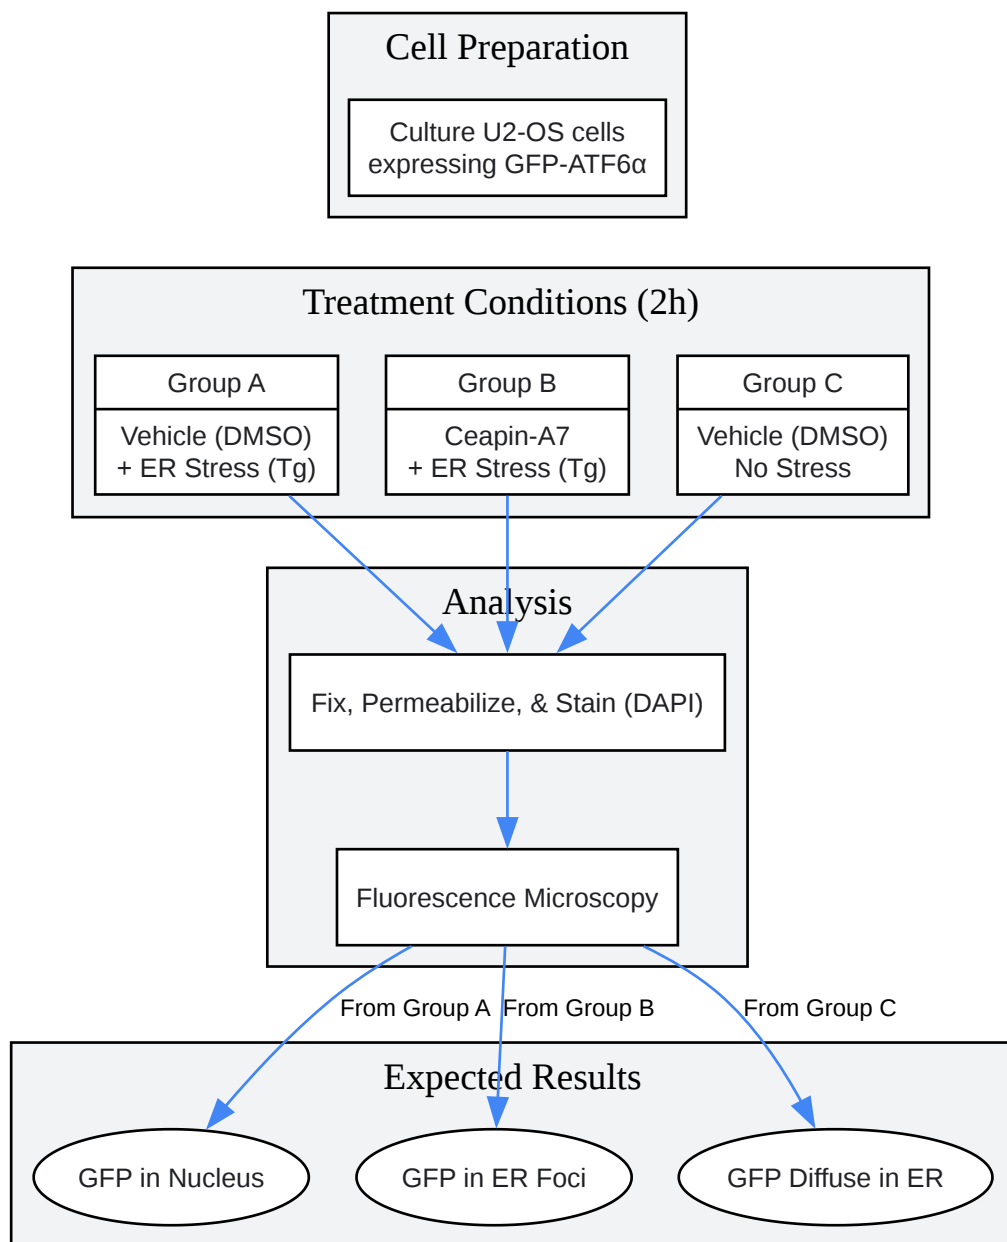 Cell Preparation
Culture U2-OS cells
expressing GFP-ATF6α
Treatment Conditions (2h)
Group A
Vehicle (DMSO)
+ ER Stress (Tg)
Group B
Ceapin-A7
+ ER Stress (Tg)
Group C
Vehicle (DMSO)
No Stress
Analysis
Fix, Permeabilize, & Stain (DAPI)
Fluorescence Microscopy
From Group A
From Group B
From Group C
Expected Results
GFP in Nucleus
GFP in ER Foci
GFP Diffuse in ER